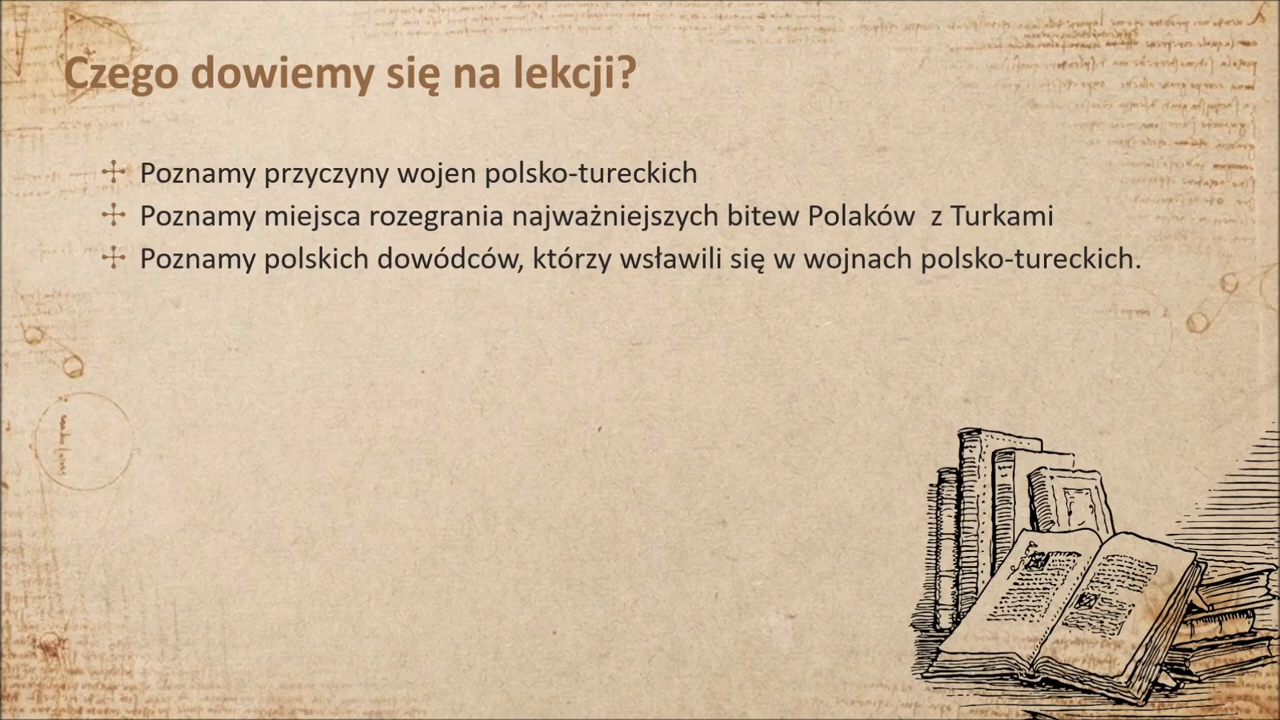 Czego dowiemy się na lekcji?
Poznamy przyczyny wojen polsko-tureckich
Poznamy miejsca rozegrania najważniejszych bitew Polaków  z Turkami
Poznamy polskich dowódców, którzy wsławili się w wojnach polsko-tureckich.